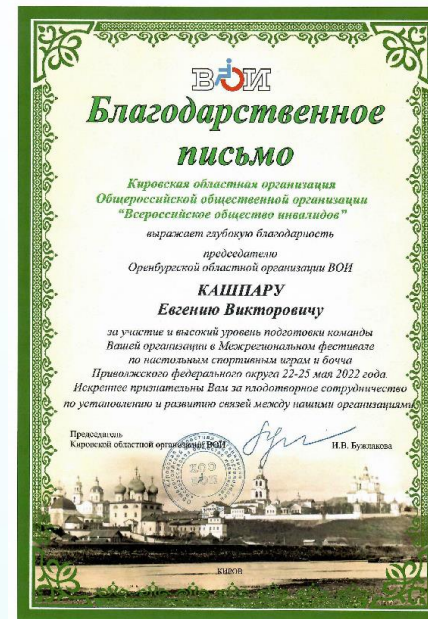 ВОИ
Благодарственное
письмо
Кировская областная организация
Общероссийской общественной организации
"Всероссийское общество инвалидов"
выражает глубокую благодарность
председателю
Оренбургской областной организации ВОИ
КАШПАРУ
Евгению Викторовичу
за участие и высокий уровень подготовки команды
Вашей организации в Межрегиональном фестивале
по настольным спортивным играм и бочча
Приволжского федерального округа 22-25 мая 2022 года.
Искреннее признательны Вам за плодотворное сотрудничество
по установлению и развитию связей между нашими организациями
Председатель
Кировской областной организации ВОИ
И.В. Бужлакова
КИРОВ